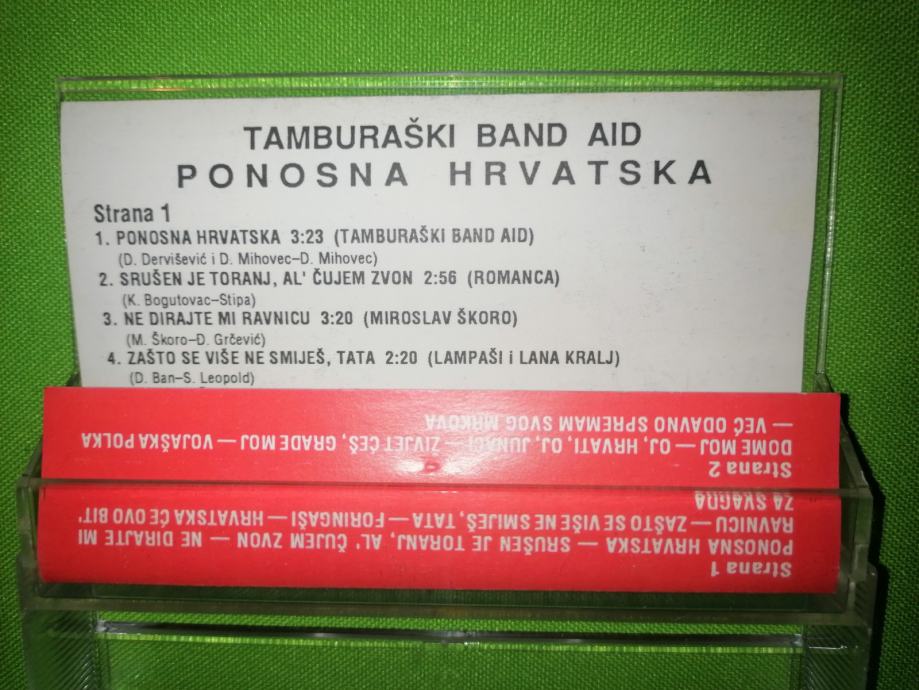 TAMBURAŠKI BAND AID
PONOSNA HRVATSKA
Strana 1
1. PONOSNA HRVATSKA 3:23 (TAMBURAŠKI BAND AID)
(D. Dervišević i D. Mihovec–D. Mihovec)
2. SRUŠEN JE TORANJ, AL' ČUJEM ZVON 2:56 (ROMANCA)
(K. Bogutovac–Stipa)
3. NE DIRAJTE MI RAVNICU 3:20 (MIROSLAV ŠKORO)
(M. Škoro–D. Grčević)
4. ZAŠTO SE VIŠE NE SMIJEŠ, TATA 2:20 (LAMPAŠI i LANA KRALJ)
(D. Ban–S. Leopold)
Strana 1
PONOSNA HRVATSKA — SRUŠEN JE TORANJ, AL' ČUJEM ZVON — NE DIRAJTE MI
RAVNICU — ZAŠTO SE VIŠE NE SMIJEŠ, TATA — FORINGAŠI — HRVATSKA ĆE OVO BIT'
ZA SVAGDA
Strana 2
DOME MOJ — OJ, HRVATI, OJ, JUNACI — ŽIVJET ĆEŠ, GRADE MOJ — VOJAŠKA POLKA
— VEĆ ODAVNO SPREMAM SVOG MRKOVA